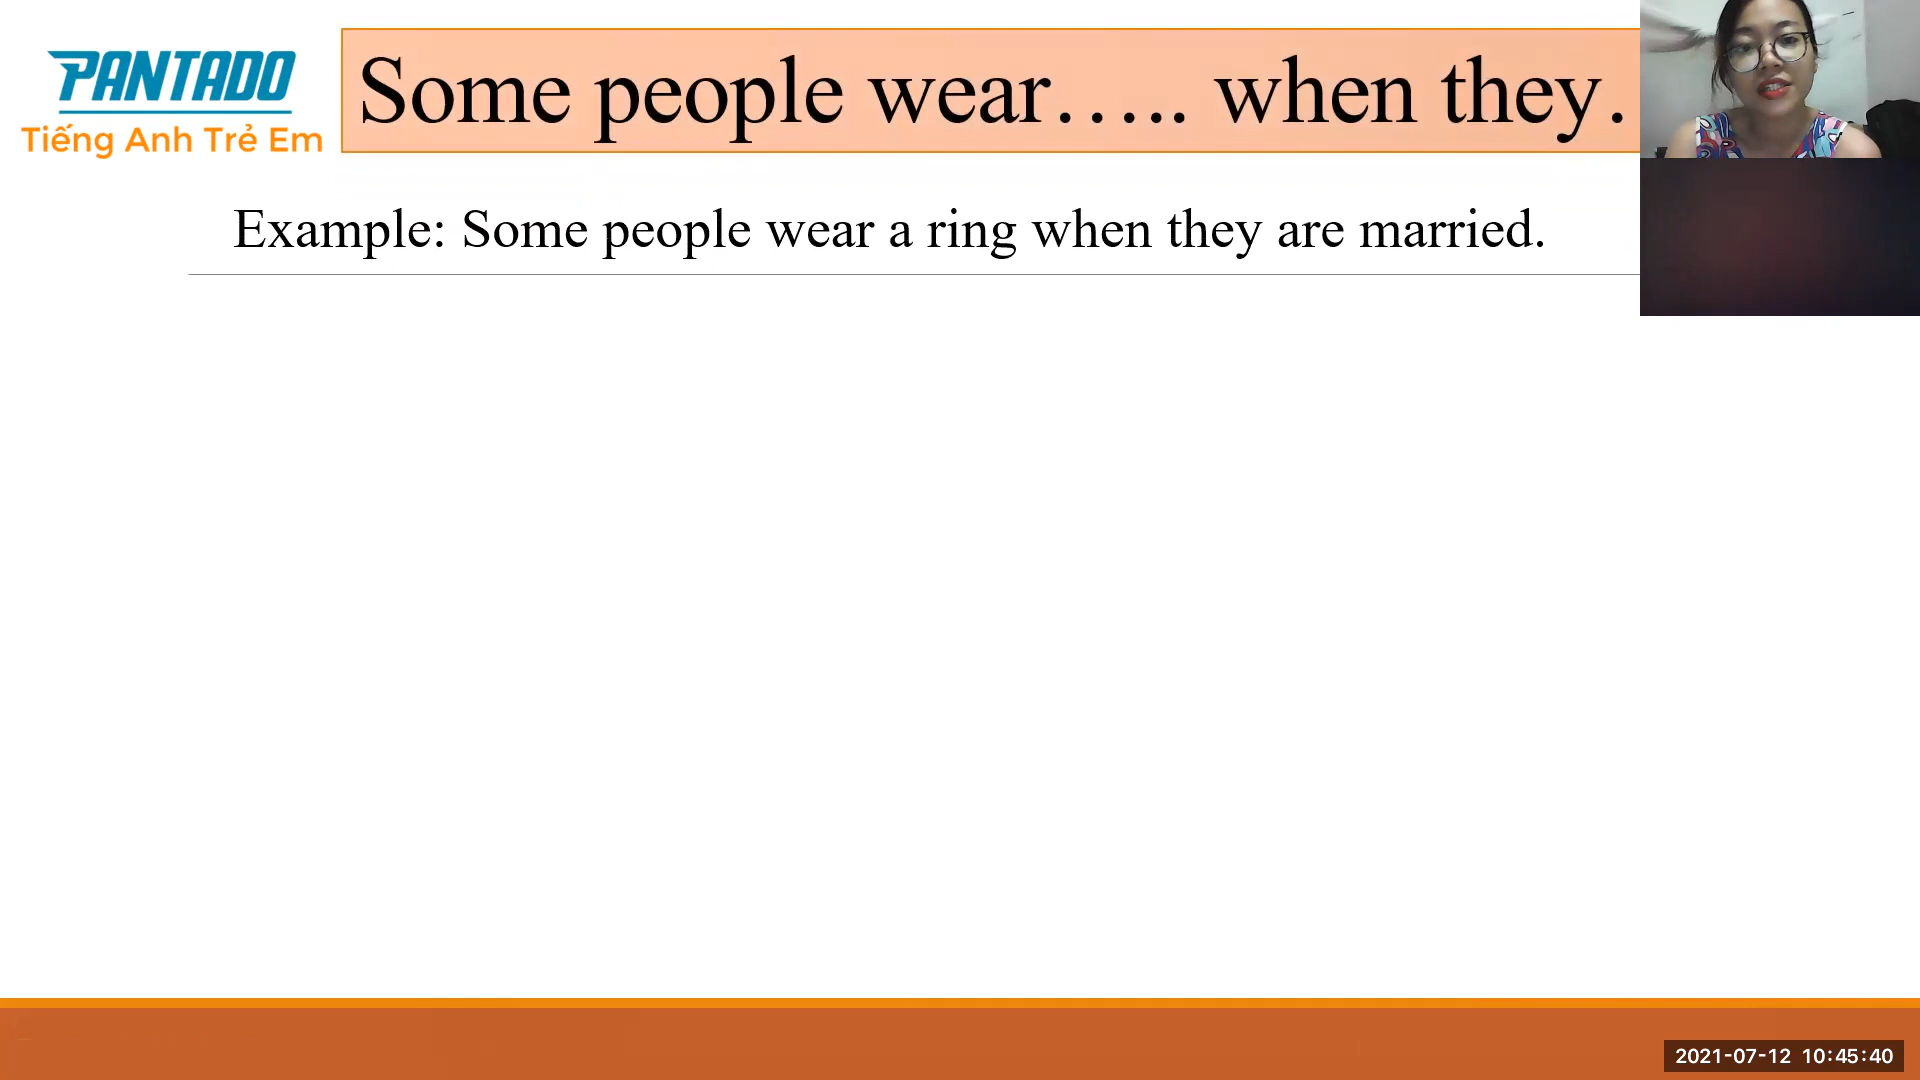 PANTADO
Tiếng Anh Trẻ Em
Some people wear….. when they.
Example: Some people wear a ring when they are married.
2021-07-12 10:45:40